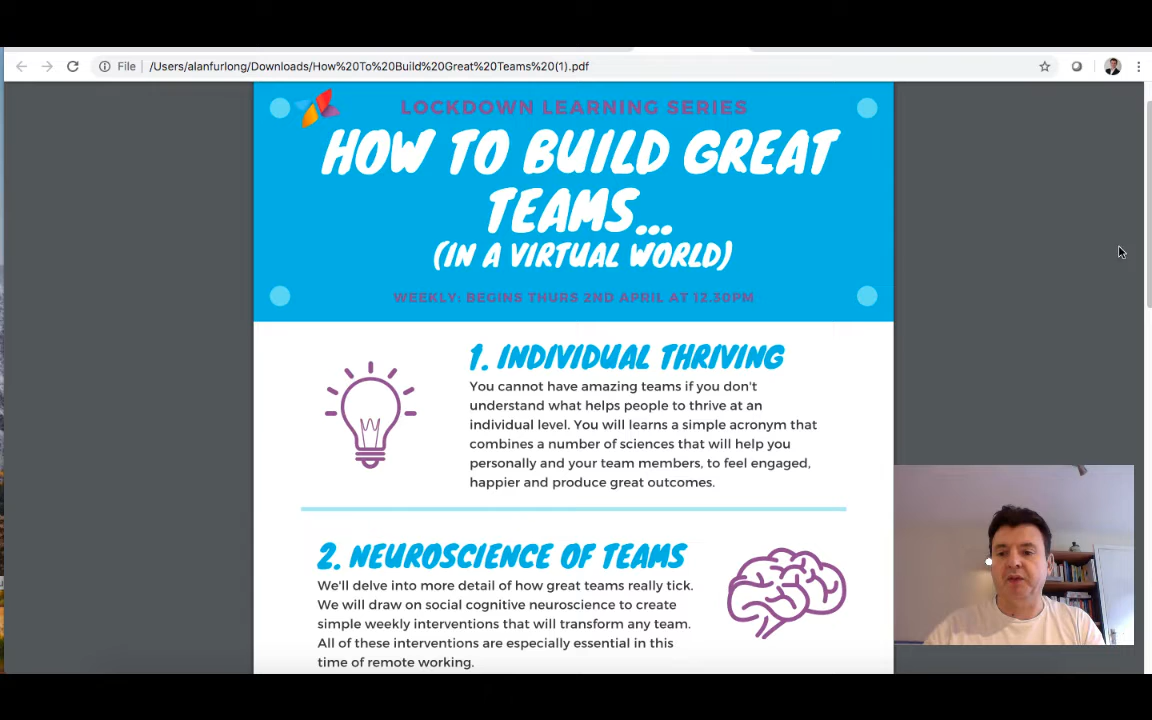 File | /Users/alanfurlong/Downloads/How%20To%20Build%20Great%20Teams%20(1).pdf
LOCKDOWN LEARNING SERIES
HOW TO BUILD GREAT
TEAMS...
(IN A VIRTUAL WORLD)
WEEKLY: BEGINS THURS 2ND APRIL AT 12.30PM
1. INDIVIDUAL THRIVING
You cannot have amazing teams if you don't
understand what helps people to thrive at an
individual level. You will learns a simple acronym that
combines a number of sciences that will help you
personally and your team members, to feel engaged,
happier and produce great outcomes.
2. NEUROSCIENCE OF TEAMS
We'll delve into more detail of how great teams really tick.
We will draw on social cognitive neuroscience to create
simple weekly interventions that will transform any team.
All of these interventions are especially essential in this
time of remote working.